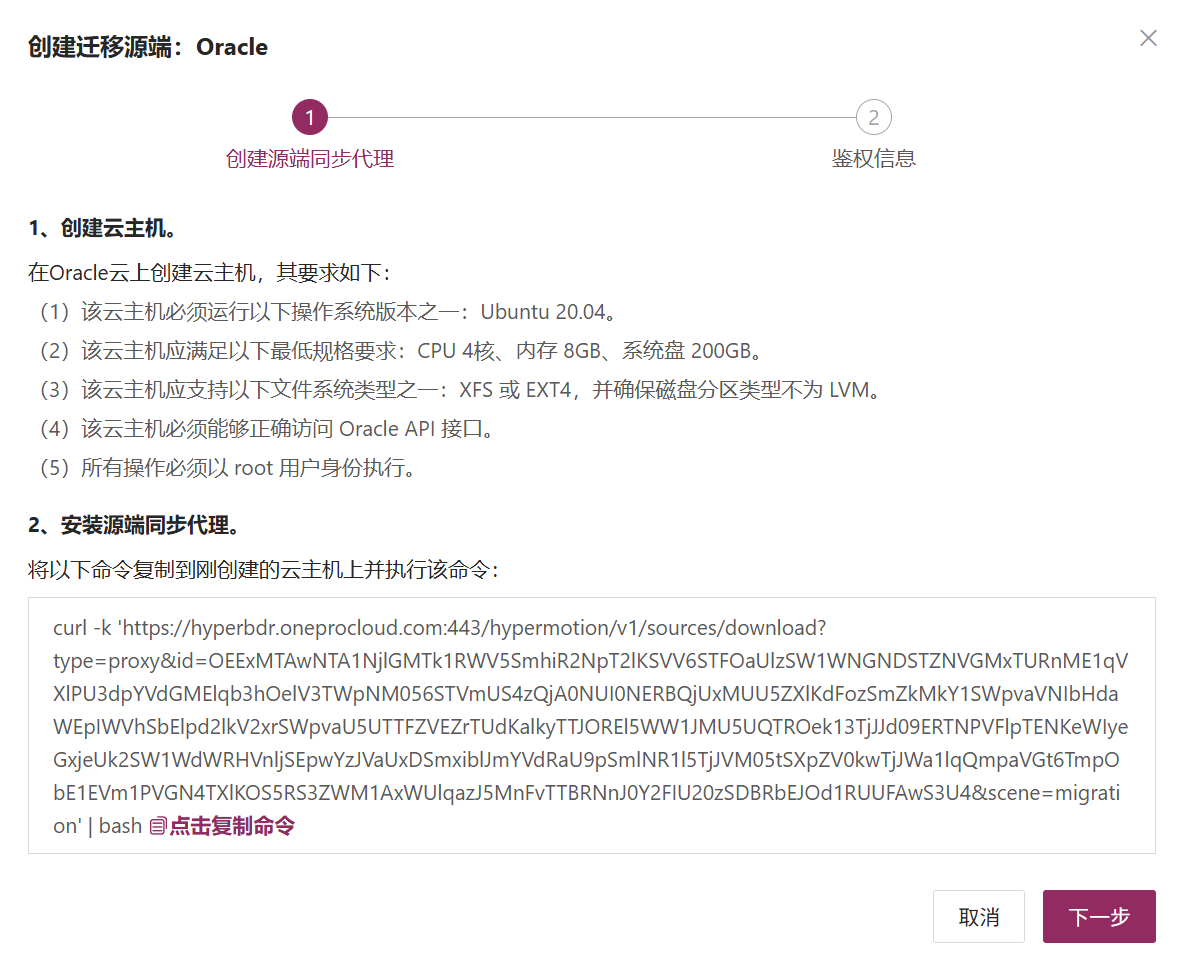 创建迁移源端：Oracle
1
2
创建源端同步代理
鉴权信息
1、创建云主机。
在Oracle云上创建云主机，其要求如下：
（1）该云主机必须运行以下操作系统版本之一：Ubuntu 20.04。
（2）该云主机应满足以下最低规格要求：CPU 4核、内存 8GB、系统盘 200GB。
（3）该云主机应支持以下文件系统类型之一：XFS 或 EXT4，并确保磁盘分区类型不为 LVM。
（4）该云主机必须能够正确访问 Oracle API 接口。
（5）所有操作必须以 root 用户身份执行。
2、安装源端同步代理。
将以下命令复制到刚创建的云主机上并执行该命令：
curl -k 'https://hyperbdr.oneprocloud.com:443/hypermotion/v1/sources/download?
type=proxy&id=OEExMTAwNTA1NjlGMTk1RWV5SmhiR2NpT2lKSVV6STFOaUlzSW1WNGNDSTZNVGMxTURnME1qV
XlPU3dpYVdGMElqb3hOelV3TWpNM056STVmUS4zQjA0NUI0NERBQjUxMUU5ZXlKdFozSmZkMkY1SWpvaVNIbHda
WEpIWVhSbElpd2lkV2xrSWpvaU5UTTFZVEZrTUdKalkyTTJOREl5WW1JMU5UQTROek13TjJJd09ERTNPVFlpTENKeWIye
GxjeUk2SW1WdWRHVnljSEpwYzJVaUxDSmxiblJmYVdRaU9pSmlNR1l5TjJVM05tSXpZV0kwTjJWa1lqQmpaVGt6TmpO
bE1EVm1PVGN4TXlKOS5RS3ZWM1AxWUlqazJ5MnFvTTBRNnJ0Y2FIU20zSDBRbEJOd1RUUFAwS3U4&scene=migrati
on' | bash 点击复制命令
取消
下一步